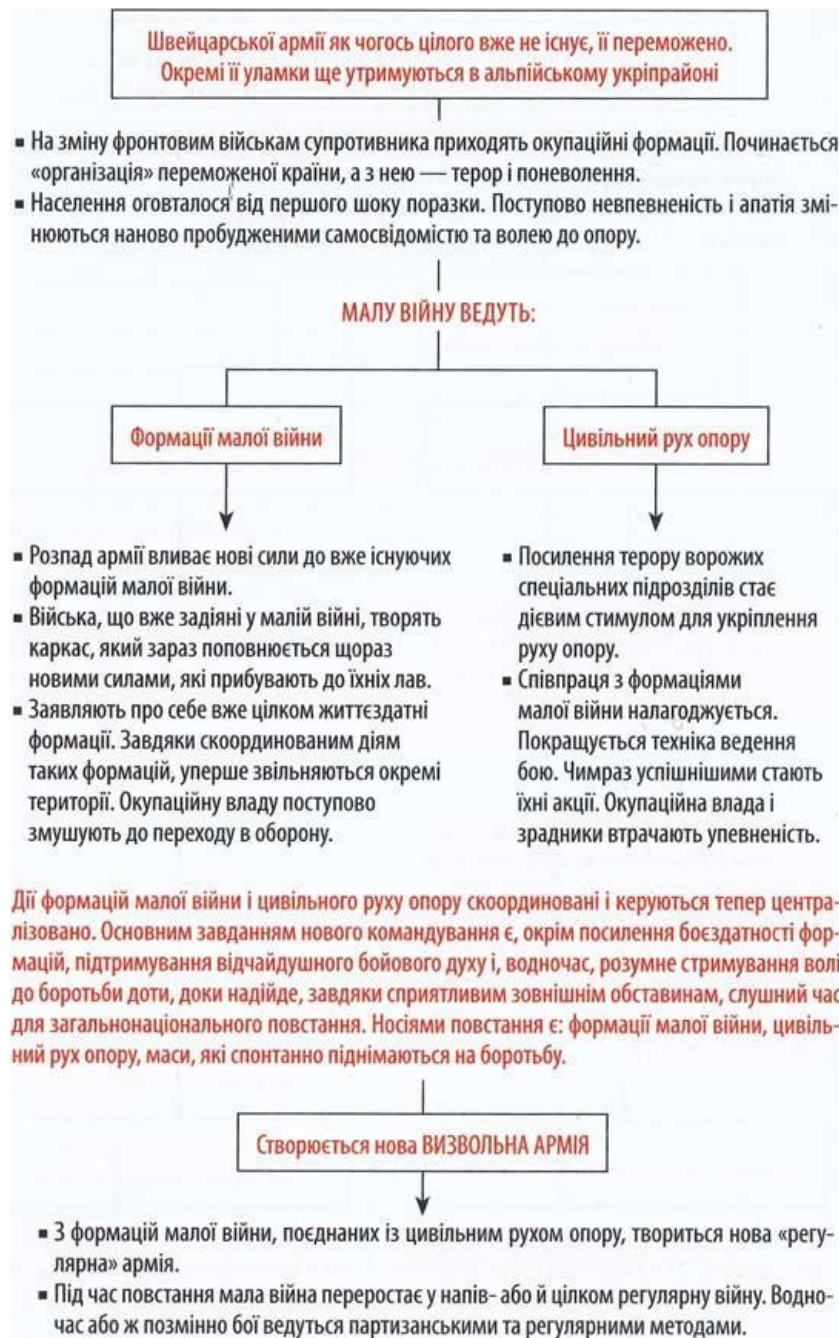 Швейцарської армії як чогось цілого вже не існує, її переможено.
Окремі її уламки ще утримуються в альпійському укріпрайоні
▪ На зміну фронтовим військам супротивника приходять окупаційні формації. Починається
«організація» переможеної країни, а з нею — терор і поневолення.
▪ Населення оговталося від першого шоку поразки. Поступово невпевненість і апатія змі-
нюються наново пробудженими самосвідомістю та волею до опору.
МАЛУ ВІЙНУ ВЕДУТЬ:
Формації малої війни
▪ Розпад армії вливає нові сили до вже існуючих
формацій малої війни.
▪ Війська, що вже задіяні у малій війні, творять
каркас, який зараз поповнюється щораз
новими силами, які прибувають до їхніх лав.
▪ Заявляють про себе вже цілком життєздатні
формації. Завдяки скоординованим діям
таких формацій, уперше звільняються окремі
території. Окупаційну владу поступово
змушують до переходу в оборону.
Цивільний рух опору
▪ Посилення терору ворожих
спеціальних підрозділів стає
дієвим стимулом для укріплення
руху опору.
▪ Співпраця з формаціями
малої війни налагоджується.
Покращується техніка ведення
бою. Чимраз успішнішими стають
їхні акції. Окупаційна влада і
зрадники втрачають упевненість.
Дії формацій малої війни і цивільного руху опору скоординовані і керуються тепер центра-
лізовано. Основним завданням нового командування є, окрім посилення боєздатності фор-
мацій, підтримування відчайдушного бойового духу і, водночас, розумне стримування волі
до боротьби доти, доки надійде, завдяки сприятливим зовнішнім обставинам, слушний час
для загальнонаціонального повстання. Носіями повстання є: формації малої війни, цивіль-
ний рух опору, маси, які спонтанно піднімаються на боротьбу.
Створюється нова ВИЗВОЛЬНА АРМІЯ
▪ З формацій малої війни, поєднаних із цивільним рухом опору, твориться нова «регу-
лярна» армія.
▪ Під час повстання мала війна переростає у напів- або й цілком регулярну війну. Водно-
час або ж позмінно бої ведуться партизанськими та регулярними методами.